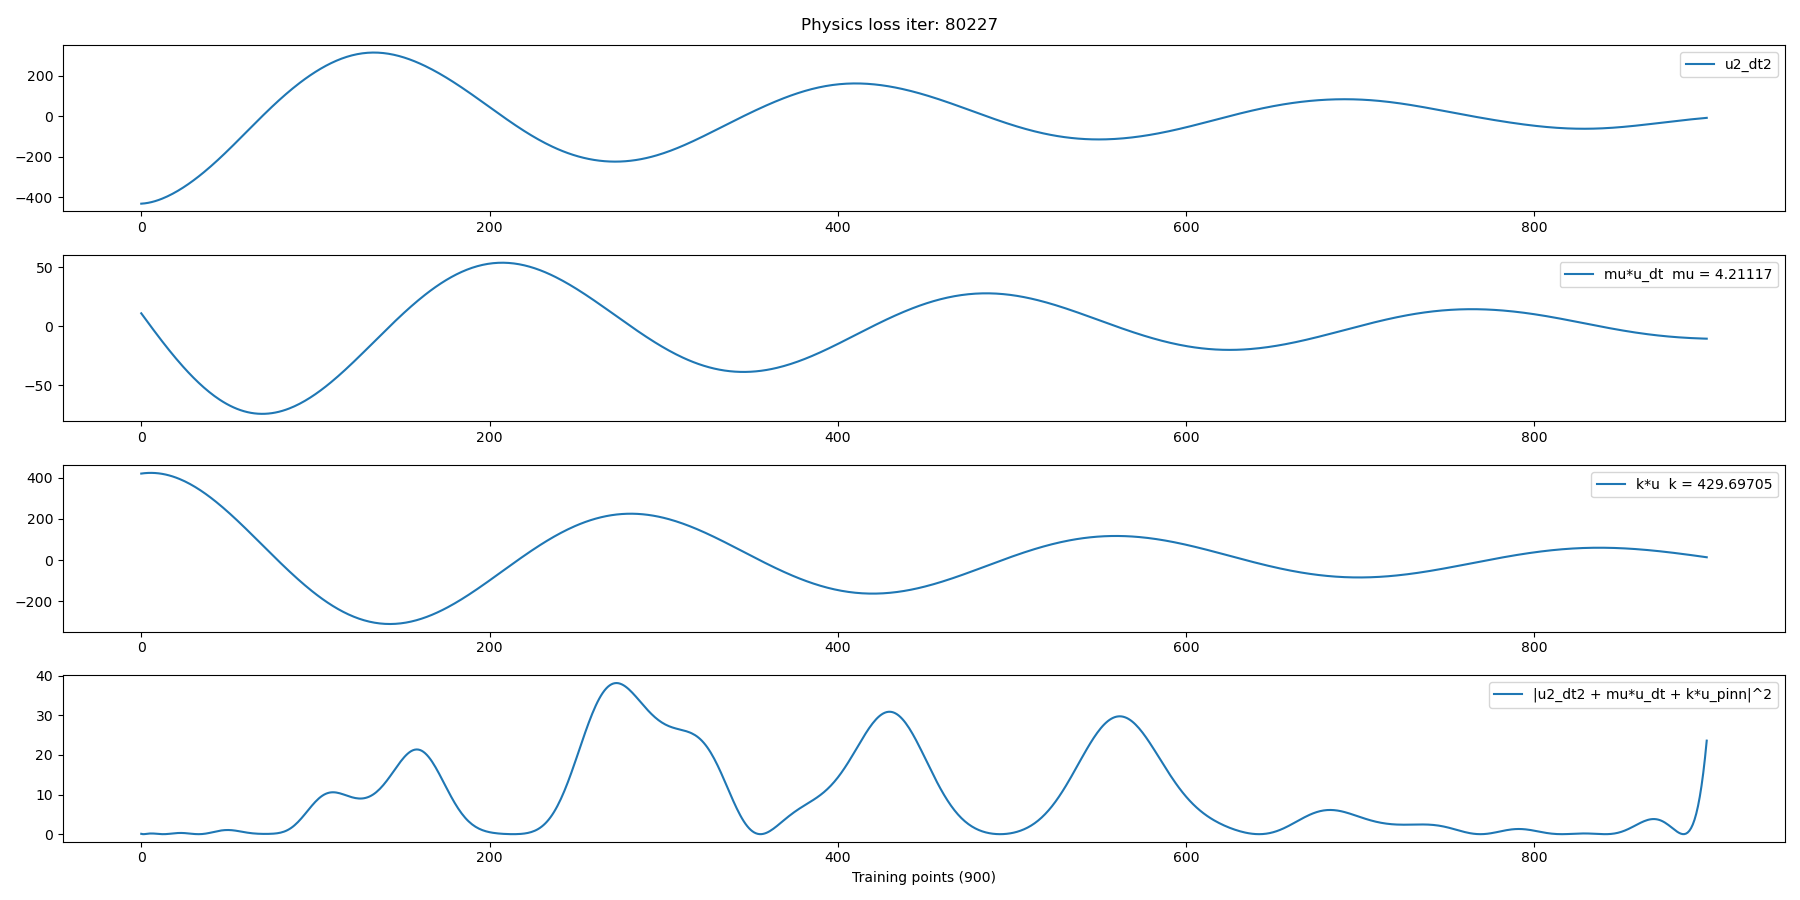 Physics loss iter: 80227
u2_dt2
200
0
−200
−400
0 200 400 600 800
mu*u_dt  mu = 4.21117
50
0
−50
0 200 400 600 800
k*u  k = 429.69705
400
200
0
−200
0 200 400 600 800
|u2_dt2 + mu*u_dt + k*u_pinn|^2
40
30
20
10
0
0 200 400 600 800
Training points (900)